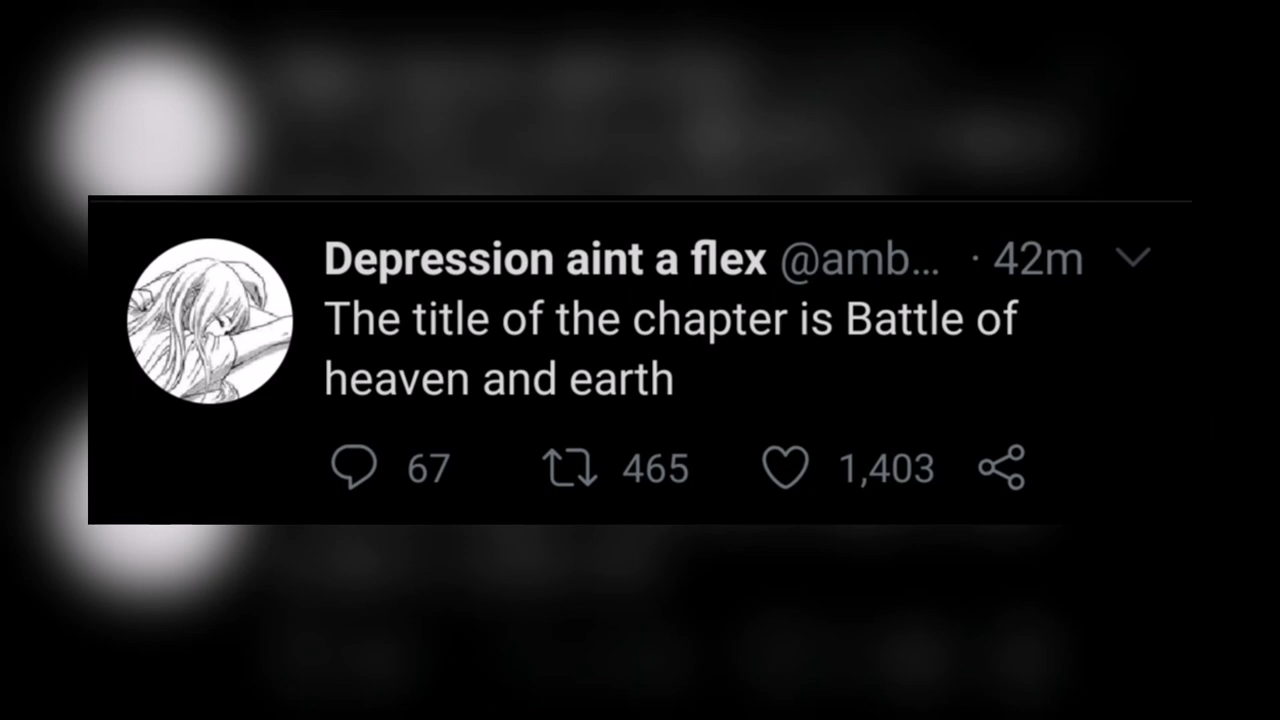 Depression aint a flex @amb... · 42m
The title of the chapter is Battle of
heaven and earth
67 465 1,403